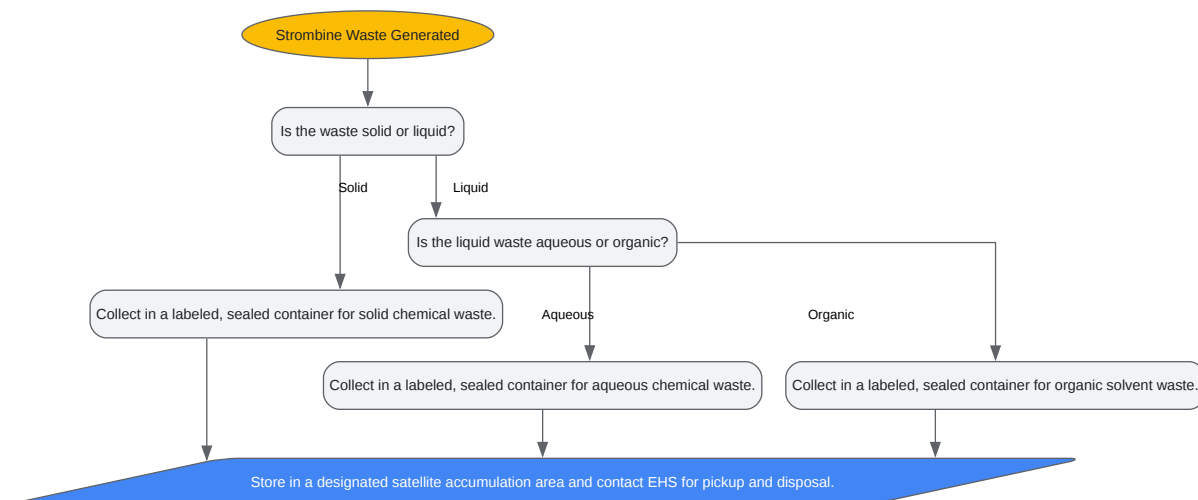 Strombine Waste Generated
Is the waste solid or liquid?
Solid
Liquid
Is the liquid waste aqueous or organic?
Collect in a labeled, sealed container for solid chemical waste.
Aqueous
Organic
Collect in a labeled, sealed container for aqueous chemical waste.
Collect in a labeled, sealed container for organic solvent waste.
Store in a designated satellite accumulation area and contact EHS for pickup and disposal.